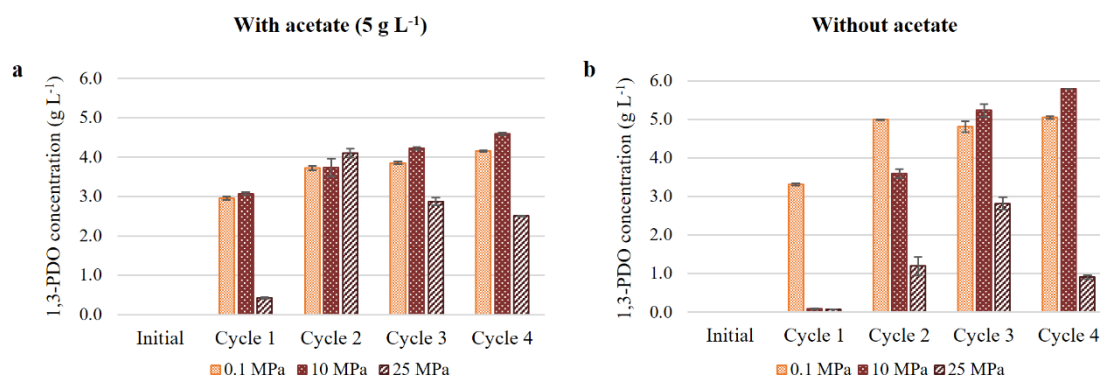 With acetate (5 g L⁻¹)
a
1,3-PDO concentration (g L⁻¹)
6.0
5.0
4.0
3.0
2.0
1.0
0.0
Initial Cycle 1 Cycle 2 Cycle 3 Cycle 4
0.1 MPa 10 MPa 25 MPa
Without acetate
b
1,3-PDO concentration (g L⁻¹)
6.0
5.0
4.0
3.0
2.0
1.0
0.0
Initial Cycle 1 Cycle 2 Cycle 3 Cycle 4
0.1 MPa 10 MPa 25 MPa